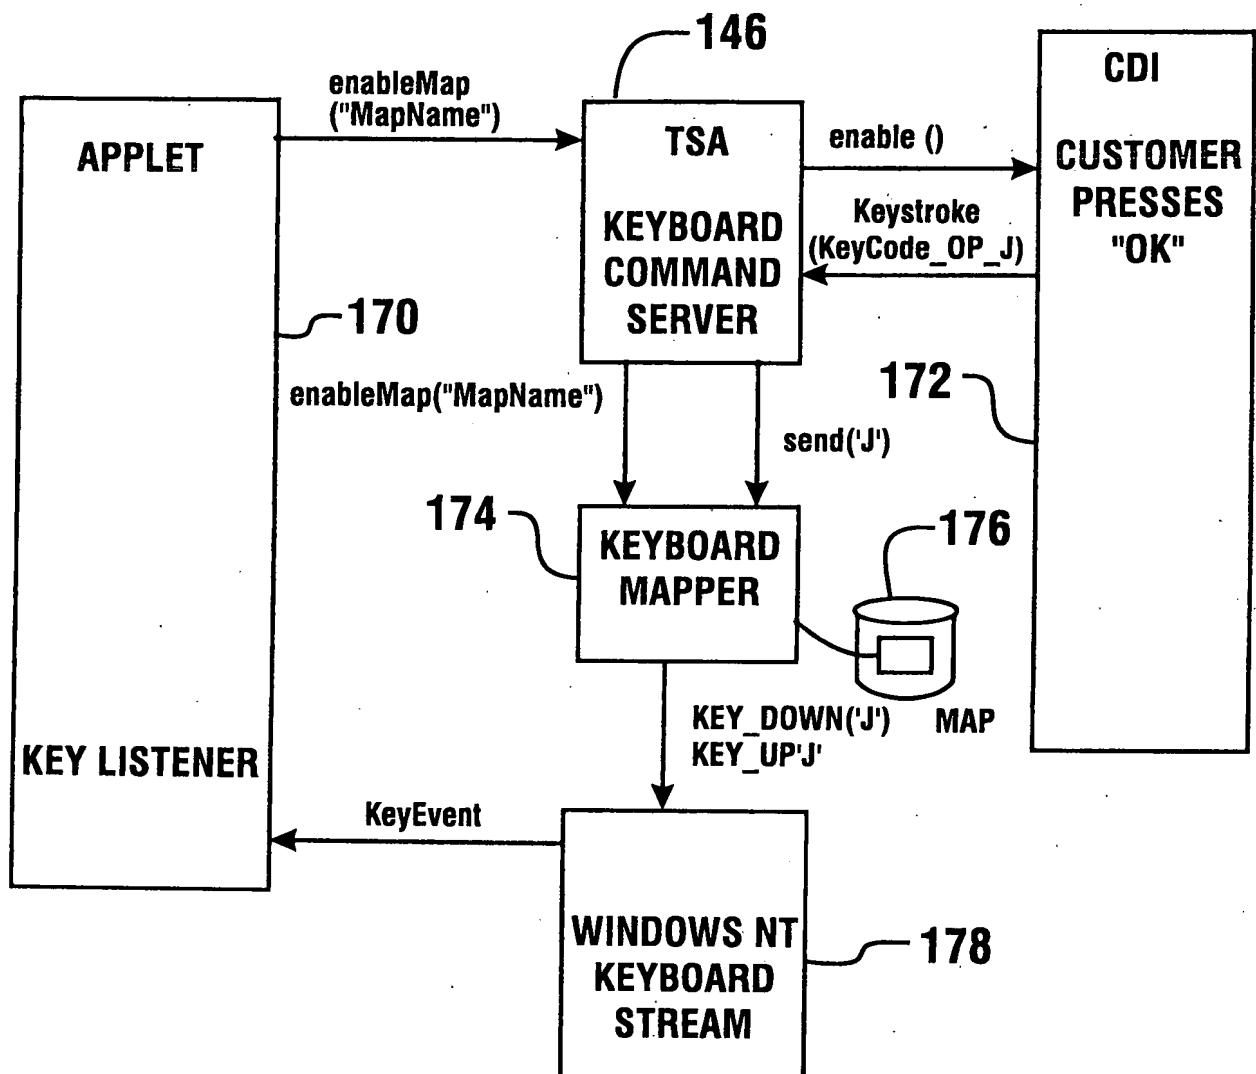 146
CDI
enableMap
("MapName")
APPLET
TSA
enable ()
CUSTOMER
PRESSES
"OK"
Keystroke
(KeyCode_OP_J)
KEYBOARD
COMMAND
SERVER
170
172
enableMap("MapName")
send('J')
174
176
KEYBOARD
MAPPER
KEY_DOWN('J')
KEY_UP'J'
MAP
KEY LISTENER
KeyEvent
WINDOWS NT
KEYBOARD
STREAM
178